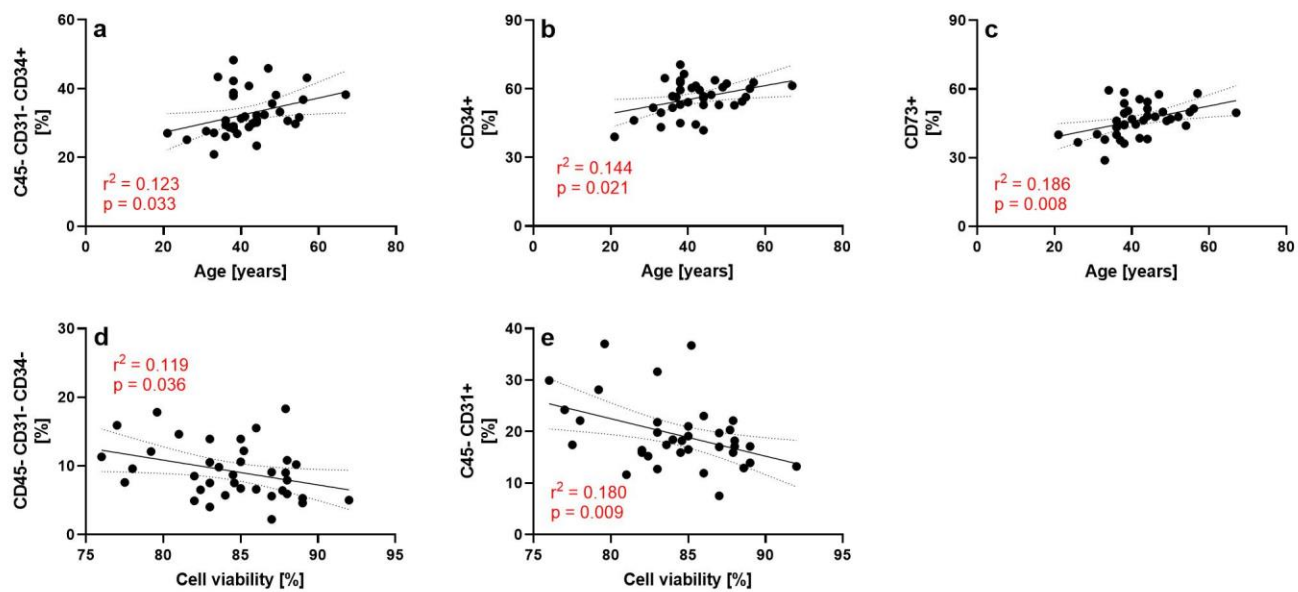 a
C45- CD31- CD34+
[%]
60
40
20
0
r² = 0.123
p = 0.033
0 20 40 60 80
Age [years]
b
CD34+
[%]
90
60
30
0
r² = 0.144
p = 0.021
0 20 40 60 80
Age [years]
c
CD73+
[%]
90
60
30
0
r² = 0.186
p = 0.008
0 20 40 60 80
Age [years]
d
CD45- CD31- CD34-
[%]
30
20
10
0
r² = 0.119
p = 0.036
75 80 85 90 95
Cell viability [%]
e
C45- CD31+
[%]
40
30
20
10
0
r² = 0.180
p = 0.009
75 80 85 90 95
Cell viability [%]